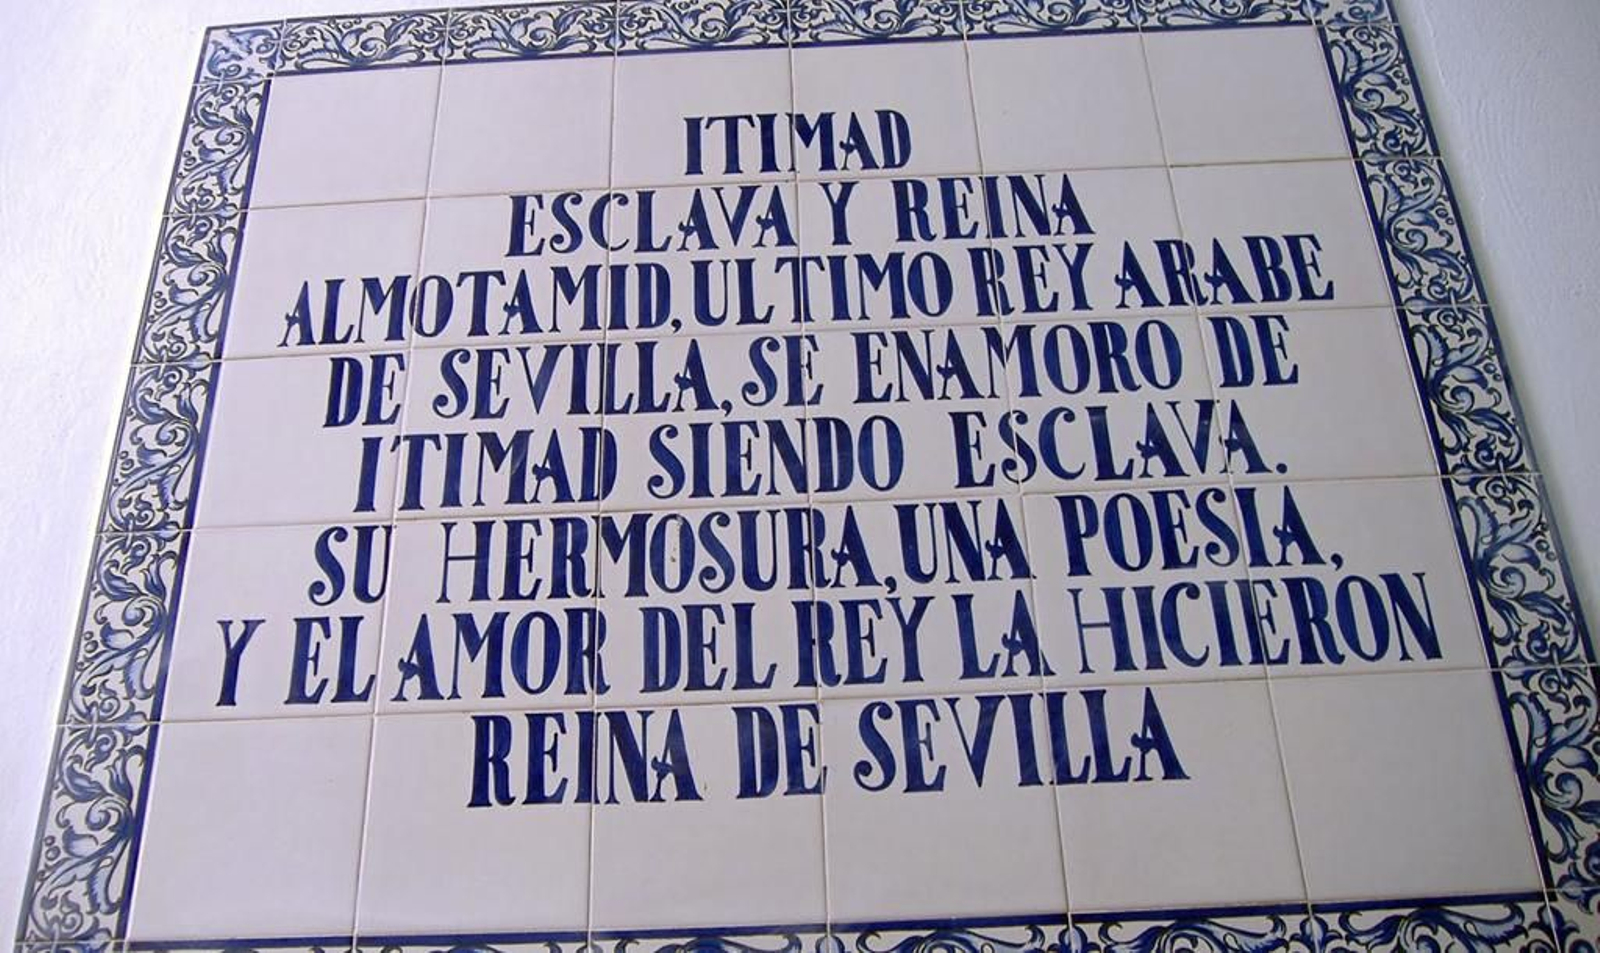 ITIMAD
ESCLAVA Y REINA
ALMOTAMID, ULTIMO REY ARABE
DE SEVILLA, SE ENAMORO DE
ITIMAD SIENDO ESCLAVA.
SU HERMOSURA, UNA POESIA,
Y EL AMOR DEL REY LA HICIERON
REINA DE SEVILLA